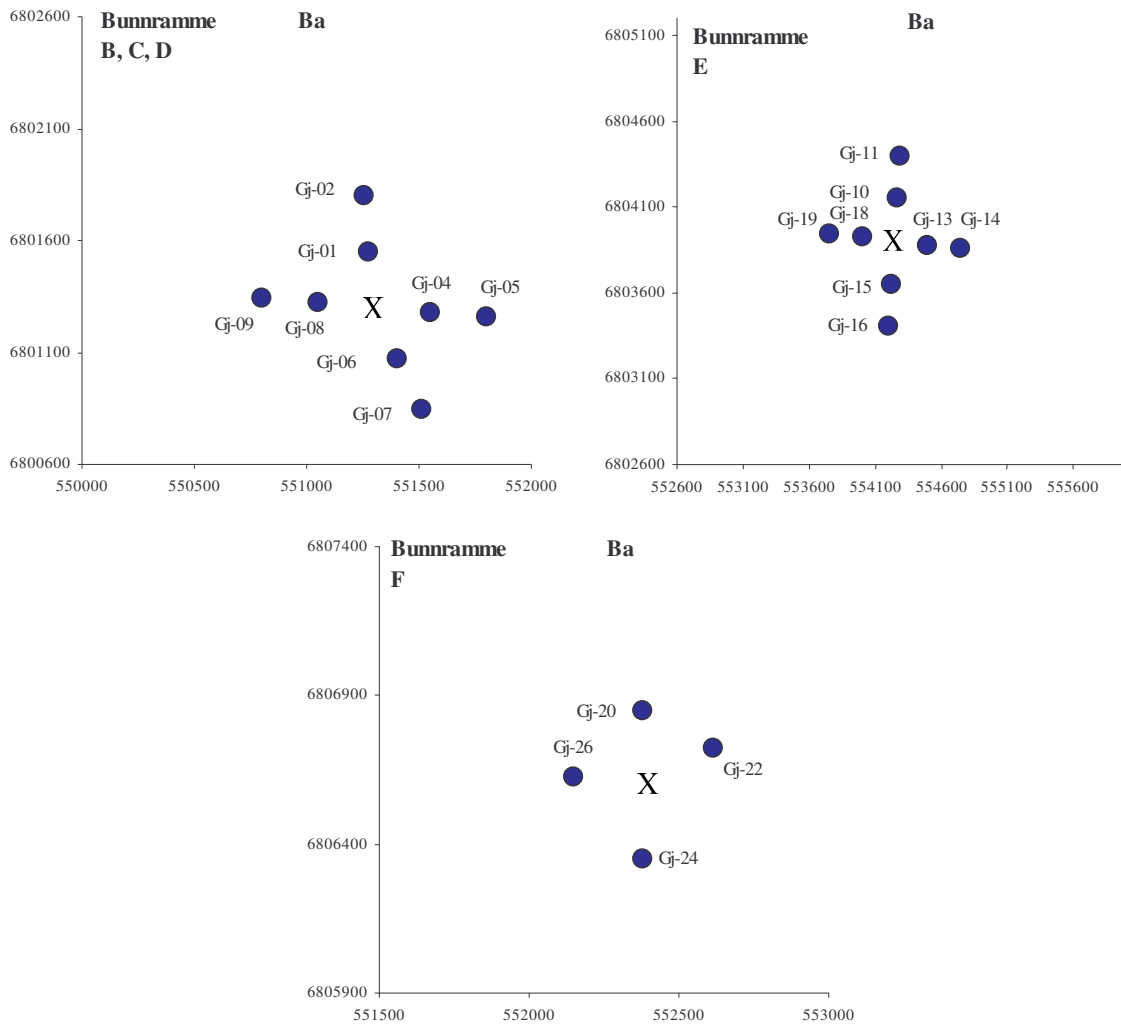 Bunnramme Ba
B, C, D
6802600
6802100
6801600
6801100
6800600
Gj-02
Gj-01
Gj-04 Gj-05
Gj-09 Gj-08
X
Gj-06
Gj-07
550000 550500 551000 551500 552000
Bunnramme Ba
E
6805100
6804600
6804100
6803600
6803100
6802600
Gj-11
Gj-10
Gj-19 Gj-18 Gj-13 Gj-14
X
Gj-15
Gj-16
552600 553100 553600 554100 554600 555100 555600
Bunnramme Ba
F
6807400
6806900
6806400
6805900
Gj-20
Gj-26
Gj-22
X
Gj-24
551500 552000 552500 553000